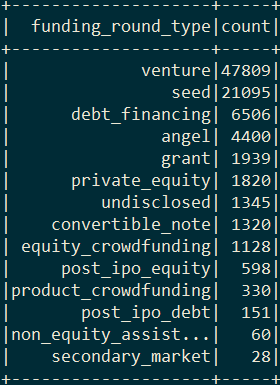 +------------------+-----+
|funding_round_type|count|
+------------------+-----+
|           venture|47809|
|              seed|21095|
|    debt_financing| 6506|
|             angel| 4400|
|             grant| 1939|
|    private_equity| 1820|
|       undisclosed| 1345|
|  convertible_note| 1320|
| equity_crowdfunding| 1128|
|   post_ipo_equity|  598|
|product_crowdfunding|  330|
|     post_ipo_debt|  151|
|non_equity_assist...|   60|
|  secondary_market|   28|